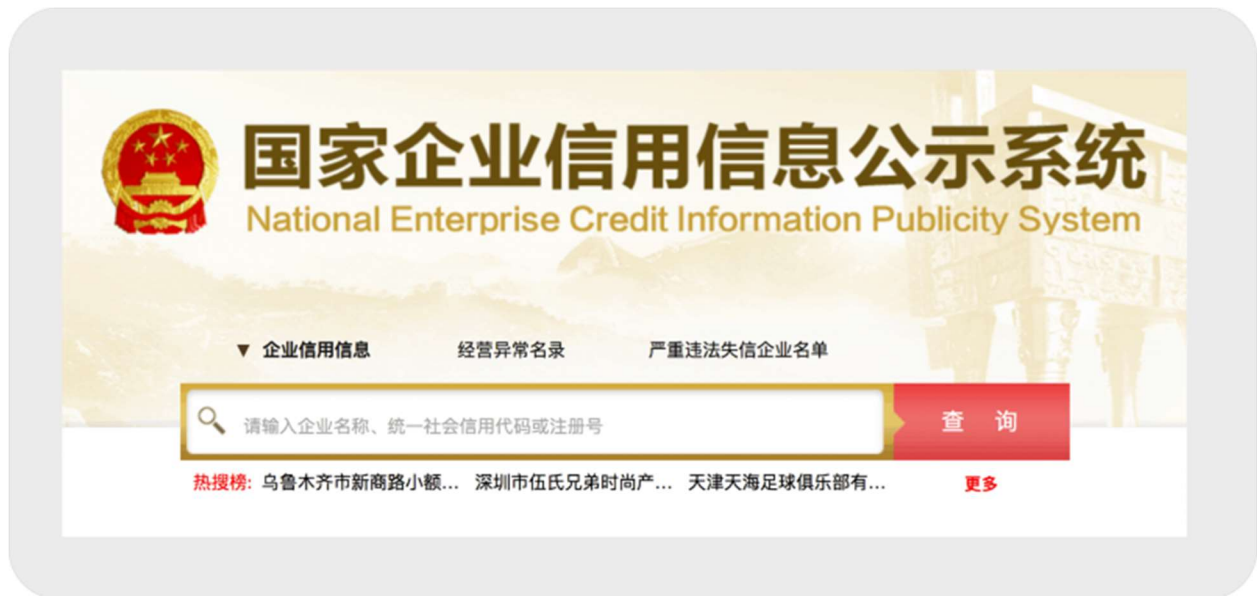 国家企业信用信息公示系统
National Enterprise Credit Information Publicity System
▼ 企业信用信息 经营异常名录 严重违法失信企业名单
请输入企业名称、统一社会信用代码或注册号 查 询
热搜榜: 乌鲁木齐市新商路小额... 深圳市伍氏兄弟时尚产... 天津天海足球俱乐部有... 更多